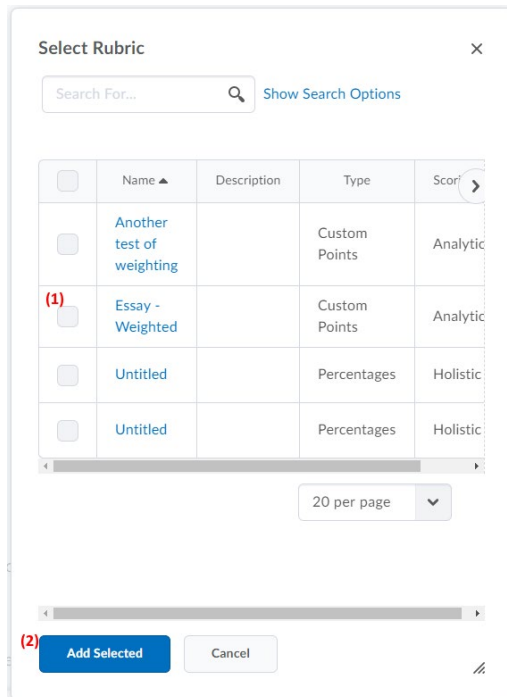 Select Rubric
Search For...
Show Search Options
Name
Description
Type
Another
test of
weighting
Custom
Points
Analytic
(1)
Essay -
Weighted
Custom
Points
Analytic
Untitled
Percentages
Holistic
Untitled
Percentages
Holistic
20 per page
(2)
Add Selected
Cancel